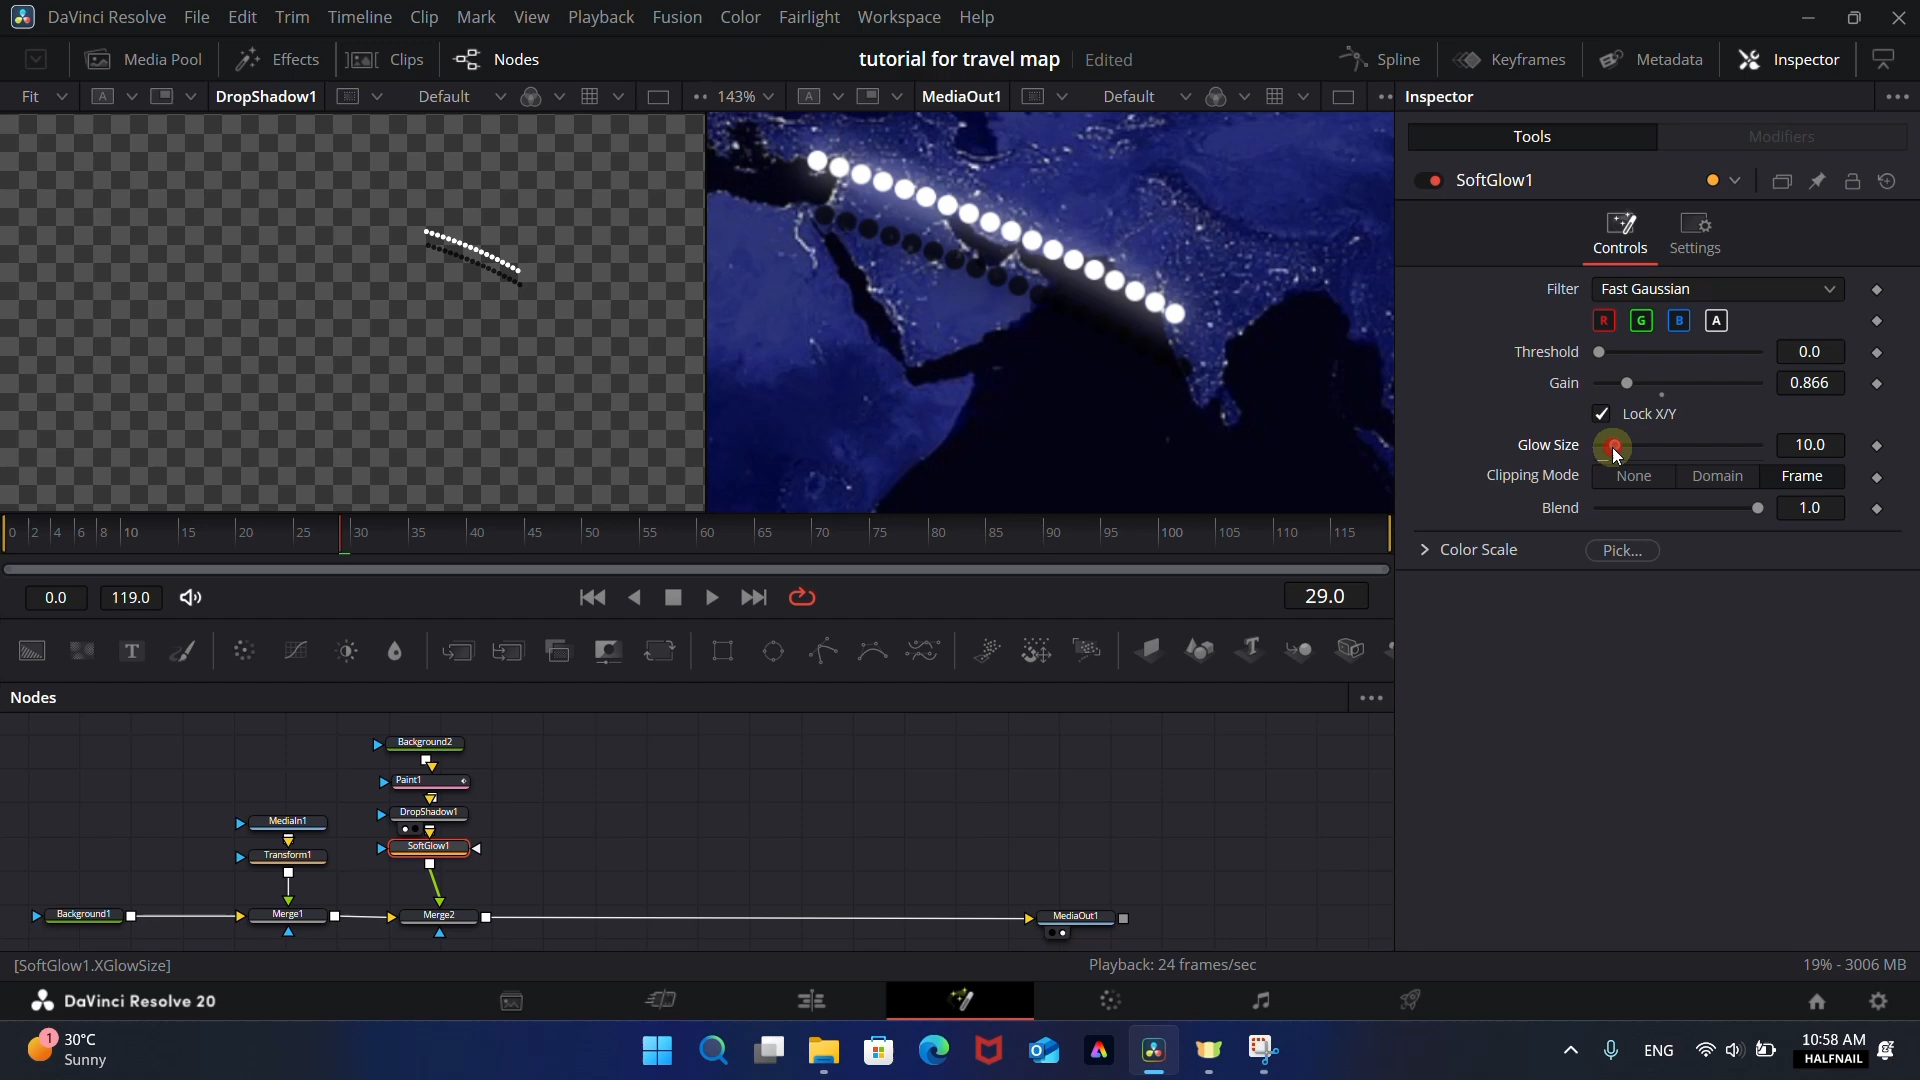 DaVinci Resolve File Edit Trim Timeline Clip Mark View Playback Fusion Color Fairlight Workspace Help
Media Pool Effects Clips Nodes tutorial for travel map Edited Spline Keyframes Metadata Inspector
Fit A DropShadow1 Default 143% A MediaOut1 Default Inspector
Tools Modifiers
SoftGlow1
Controls Settings
Filter Fast Gaussian
R G B A
Threshold 0.0
Gain 0.866
Lock X/Y
Glow Size 10.0
Clipping Mode None Domain Frame
Blend 1.0
Color Scale Pick...
0 2 4 6 8 10 15 20 25 30 35 40 45 50 55 60 65 70 75 80 85 90 95 100 105 110 115
0.0 119.0 29.0
T T
Nodes
Background2
Paint1
DropShadow1
MediaIn1
SoftGlow1
Transform1
Background1 Merge1 Merge2 MediaOut1
[SoftGlow1.XGlowSize] Playback: 24 frames/sec 19% - 3006 MB
DaVinci Resolve 20
1 30°C
Sunny
ENG
10:58 AM
HALFNAIL